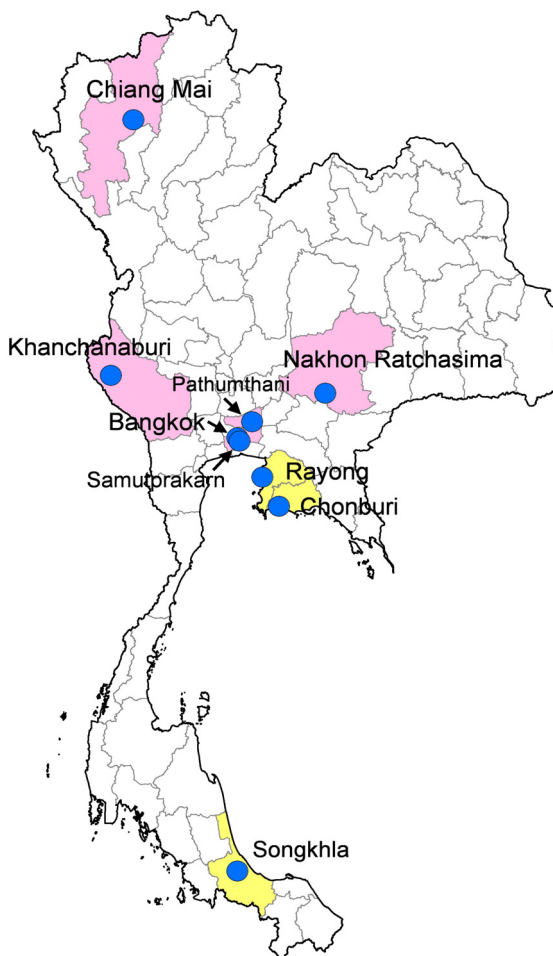 Chiang Mai
Khanchanaburi
Nakhon Ratchasima
Pathumthani
Bangkok
Samutprakarn
Rayong
Chonburi
Songkhla